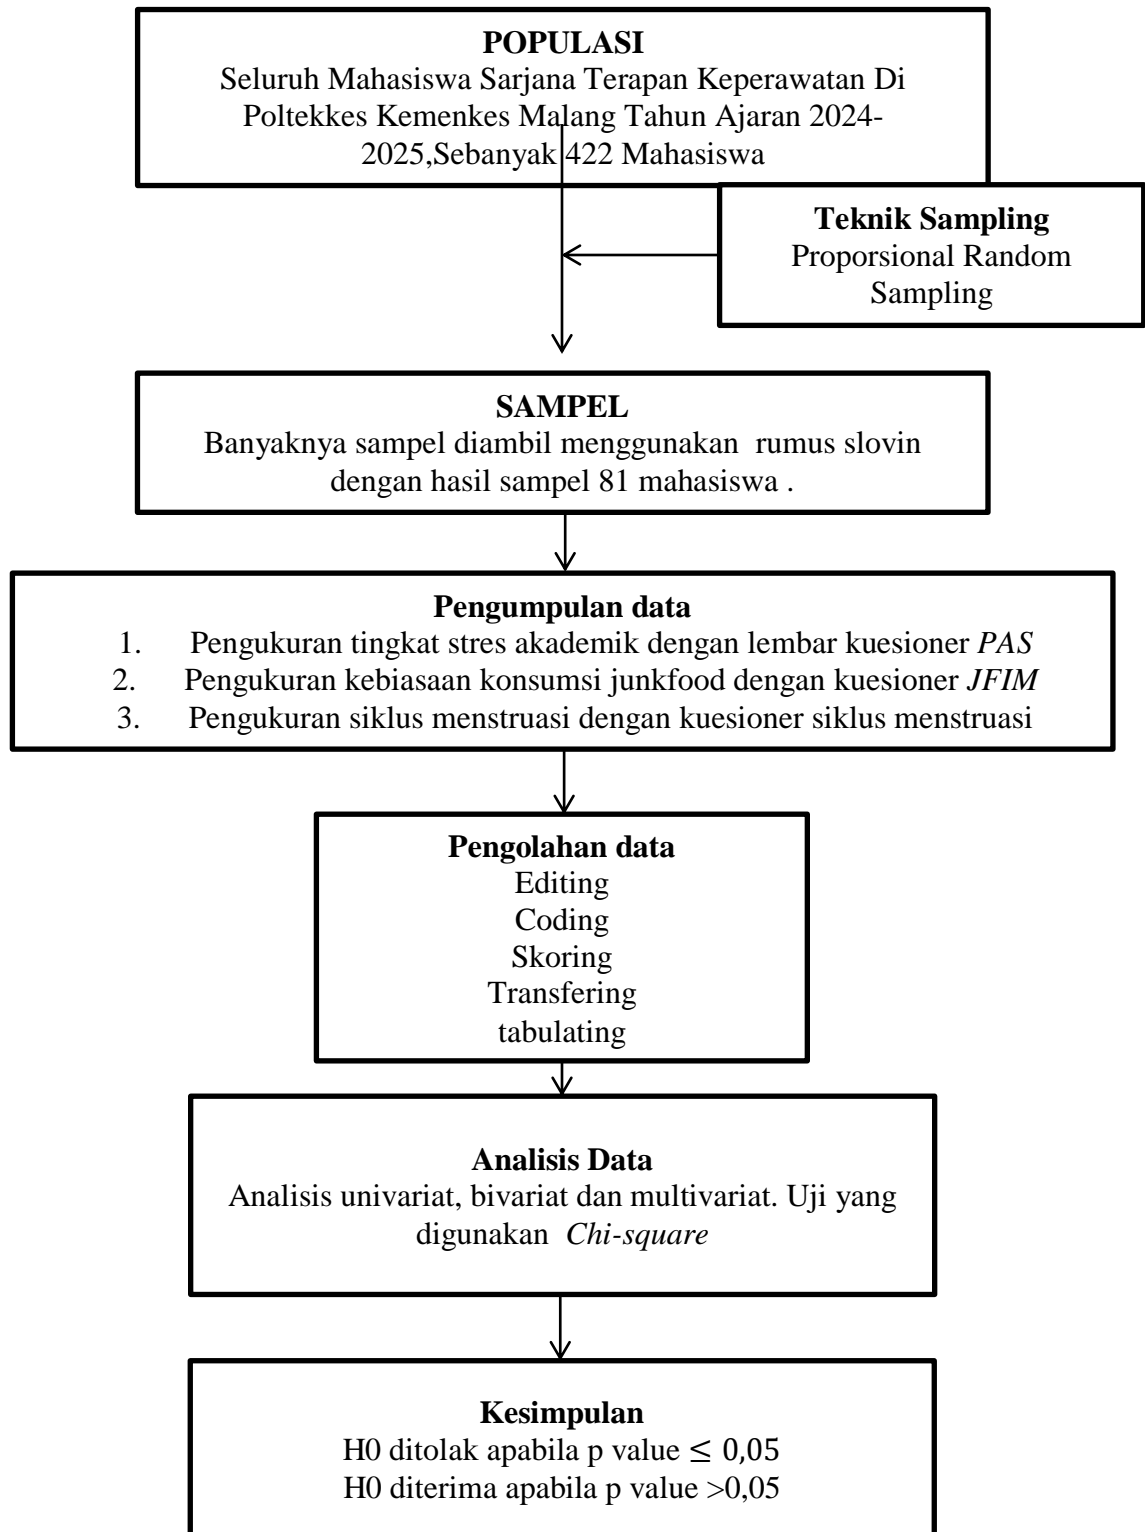 POPULASI
Seluruh Mahasiswa Sarjana Terapan Keperawatan Di
Poltekkes Kemenkes Malang Tahun Ajaran 2024-
2025,Sebanyak 422 Mahasiswa
Teknik Sampling
Proporsional Random
Sampling
SAMPEL
Banyaknya sampel diambil menggunakan rumus slovin
dengan hasil sampel 81 mahasiswa .
Pengumpulan data
1. Pengukuran tingkat stres akademik dengan lembar kuesioner PAS
2. Pengukuran kebiasaan konsumsi junkfood dengan kuesioner JFIM
3. Pengukuran siklus menstruasi dengan kuesioner siklus menstruasi
Pengolahan data
Editing
Coding
Skoring
Transfering
tabulating
Analisis Data
Analisis univariat, bivariat dan multivariat. Uji yang
digunakan Chi-square
Kesimpulan
H0 ditolak apabila p value ≤ 0,05
H0 diterima apabila p value >0,05